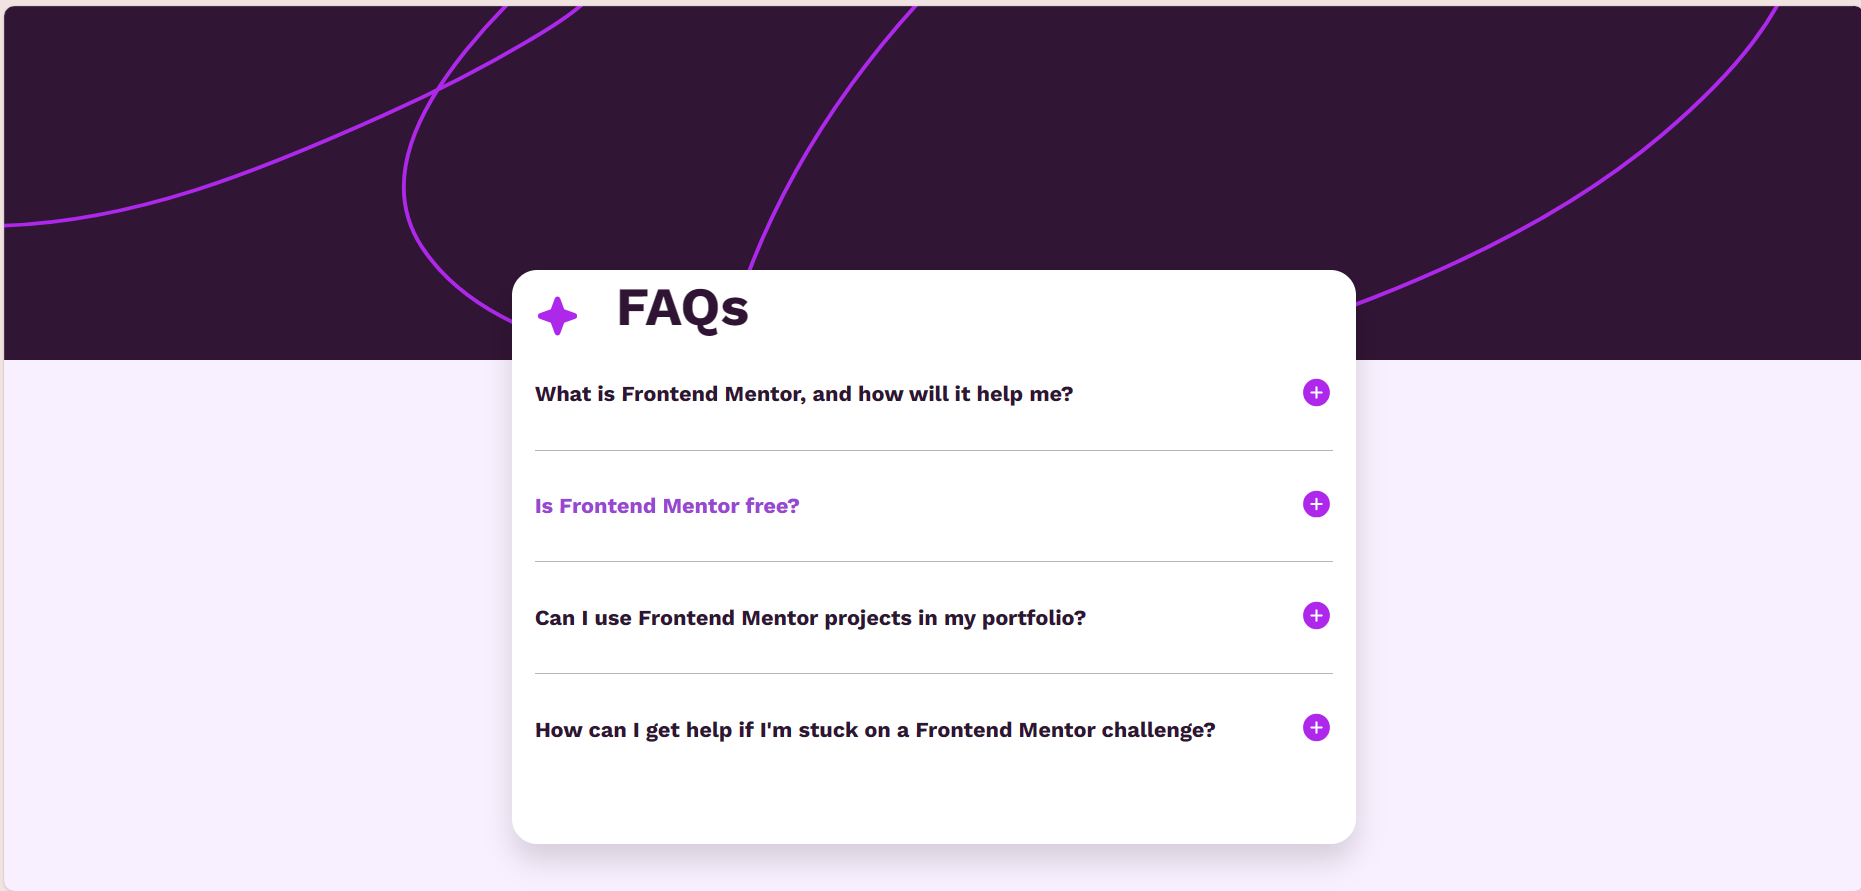 FAQs
What is Frontend Mentor, and how will it help me?
Is Frontend Mentor free?
Can I use Frontend Mentor projects in my portfolio?
How can I get help if I'm stuck on a Frontend Mentor challenge?